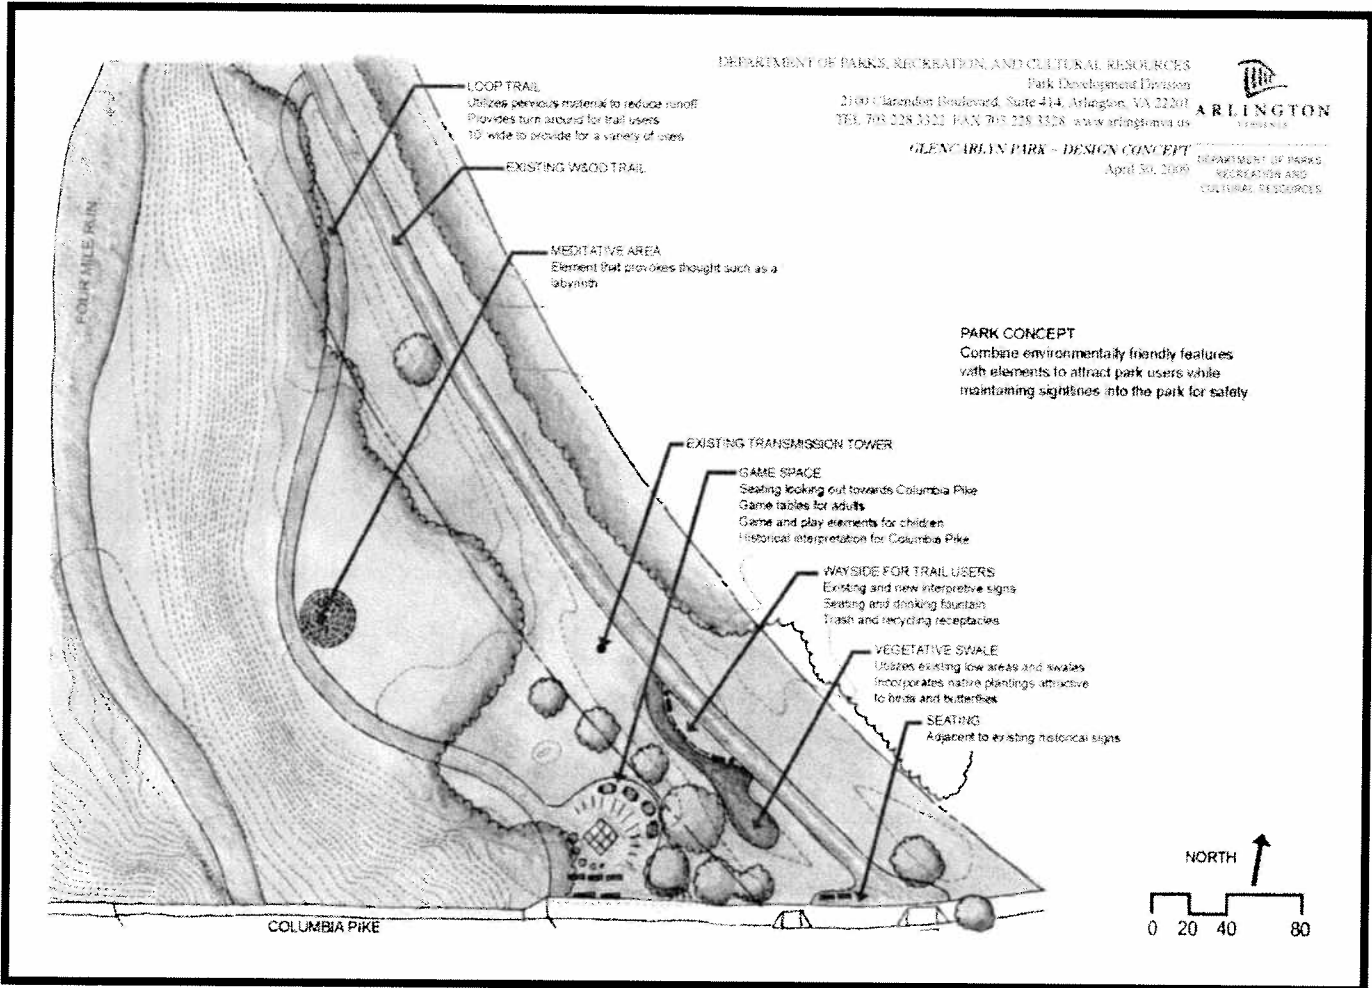 DEPARTMENT OF PARKS, RECREATION, AND CULTURAL RESOURCES
Park Development Division
2100 Clarendon Boulevard, Suite 414, Arlington, VA 22201
TEL 703 228 3322 FAX 703 228 3328 www.arlingtonva.us
GLENCARLYN PARK ~ DESIGN CONCEPT
April 30, 2009
ARLINGTON
VIRGINIA
DEPARTMENT OF PARKS
RECREATION AND
CULTURAL RESOURCES
LOOP TRAIL
Utilizes pervious material to reduce runoff
Provides turn around for trail users
10' wide to provide for a variety of uses
EXISTING W&OD TRAIL
FOUR MILE RUN
MEDITATIVE AREA
Element that provokes thought such as a
labyrinth
PARK CONCEPT
Combine environmentally friendly features
with elements to attract park users while
maintaining sightlines into the park for safety
EXISTING TRANSMISSION TOWER
GAME SPACE
Seating looking out towards Columbia Pike
Game tables for adults
Game and play elements for children
Historical interpretation for Columbia Pike
WAYSIDE FOR TRAIL USERS
Existing and new interpretive signs
Seating and drinking fountain
Trash and recycling receptacles
VEGETATIVE SWALE
Utilizes existing low areas and swales
Incorporates native plantings attractive
to birds and butterflies
SEATING
Adjacent to existing historical signs
NORTH
0 20 40 80
COLUMBIA PIKE